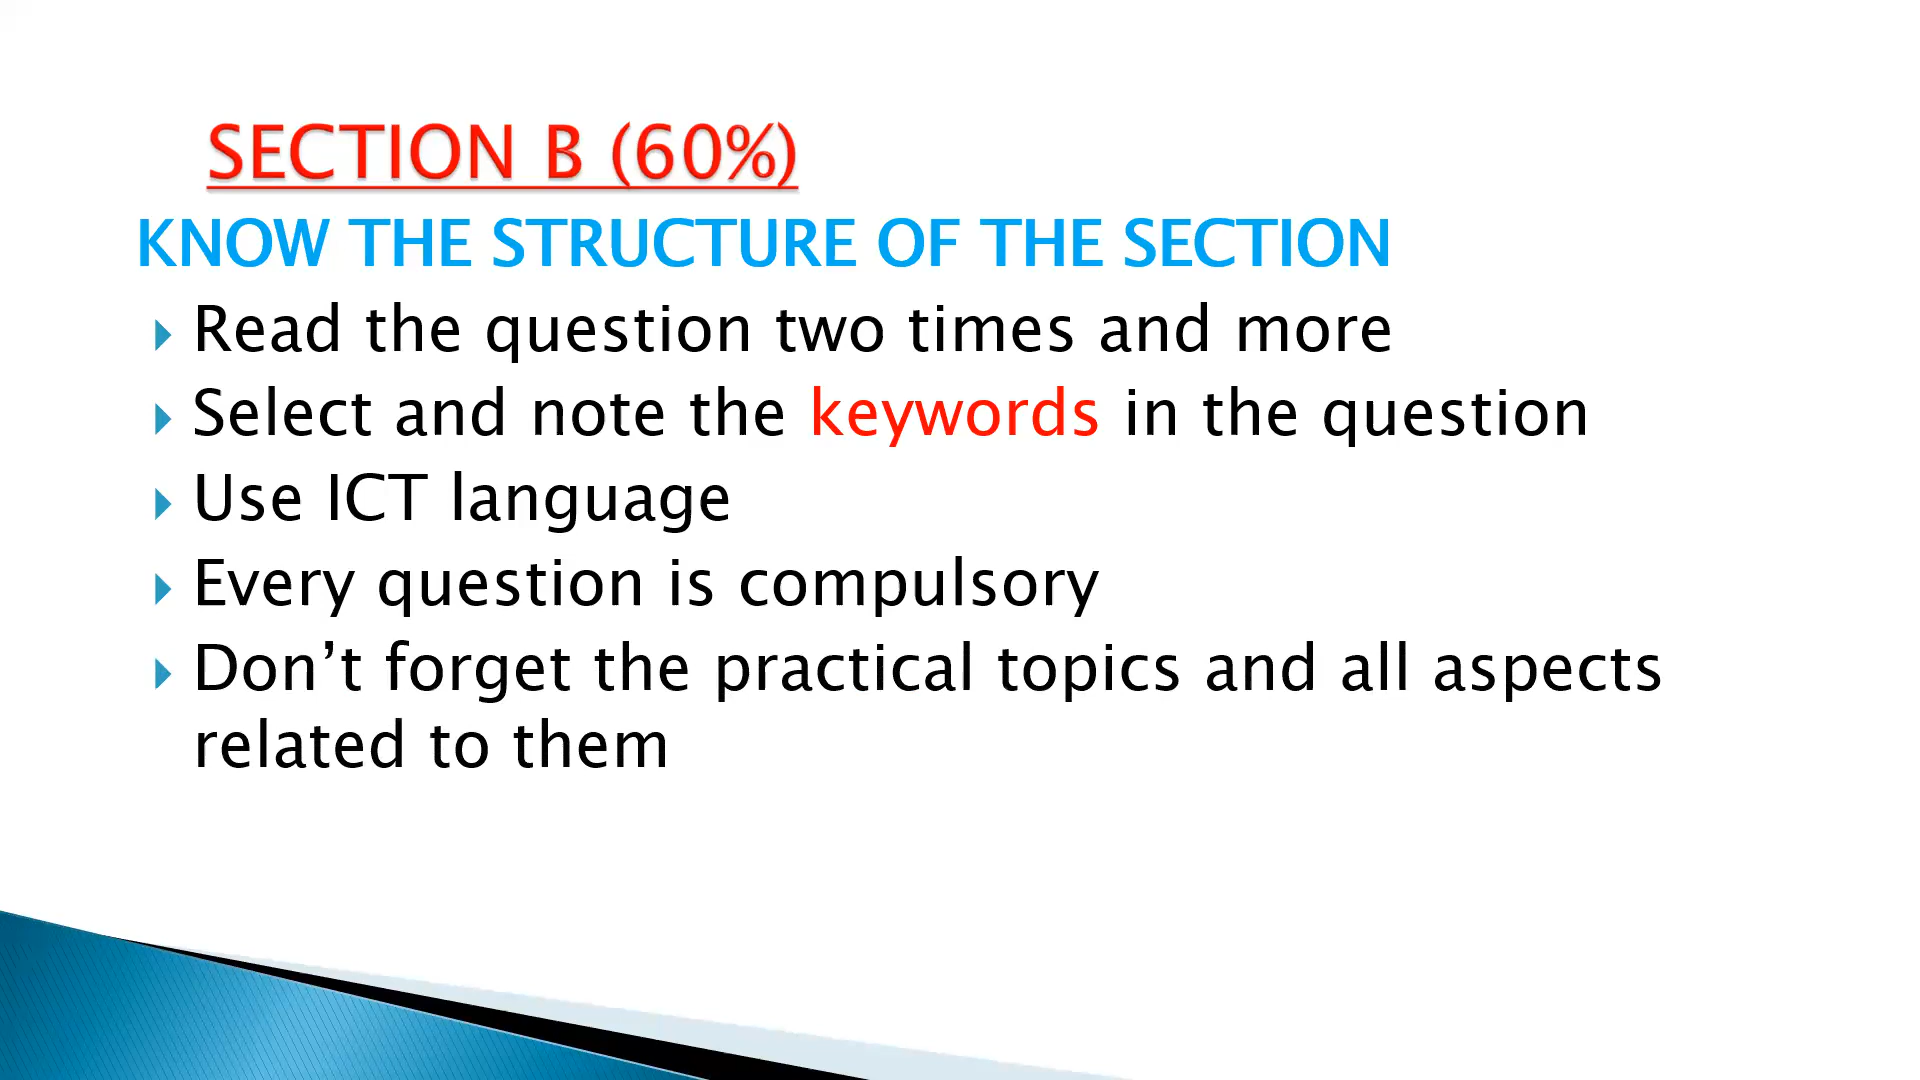 SECTION B (60%)
KNOW THE STRUCTURE OF THE SECTION
Read the question two times and more
Select and note the keywords in the question
Use ICT language
Every question is compulsory
Don’t forget the practical topics and all aspects
related to them